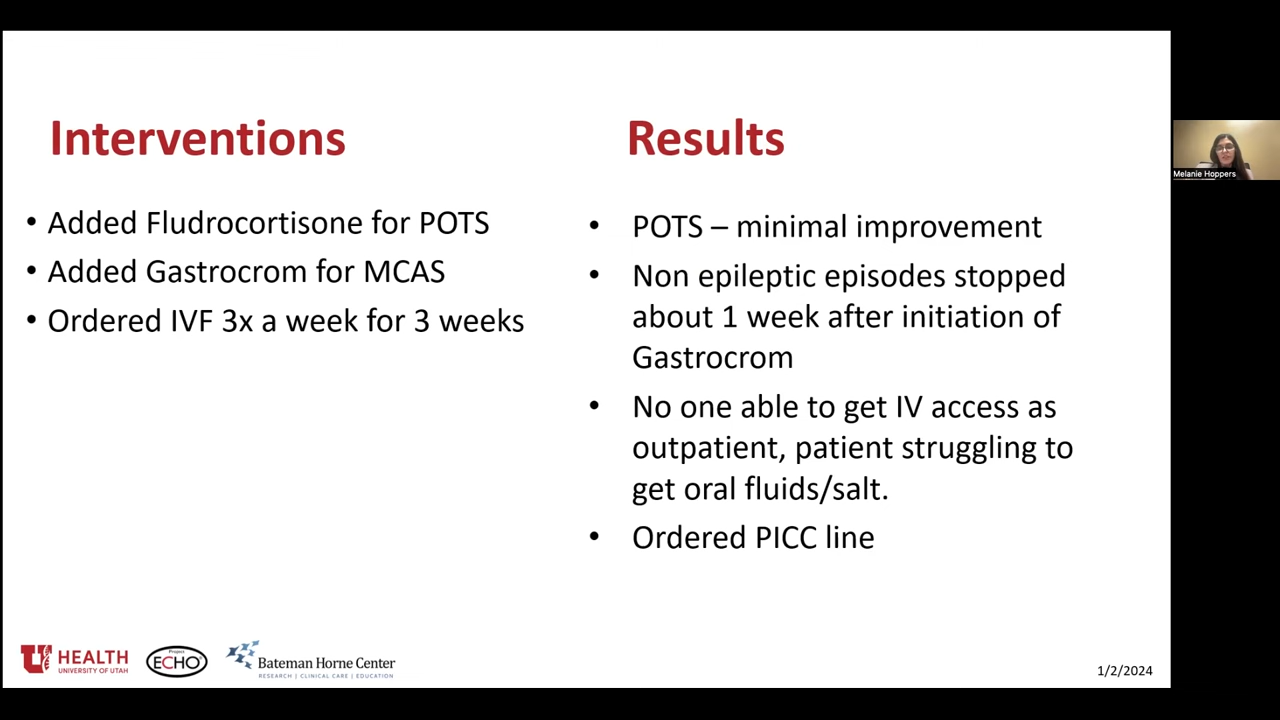 Interventions
• Added Fludrocortisone for POTS
• Added Gastrocrom for MCAS
• Ordered IVF 3x a week for 3 weeks
Results
• POTS – minimal improvement
• Non epileptic episodes stopped
about 1 week after initiation of
Gastrocrom
• No one able to get IV access as
outpatient, patient struggling to
get oral fluids/salt.
• Ordered PICC line
Melanie Hoppers
U HEALTH
UNIVERSITY OF UTAH
Project
ECHO
Bateman Horne Center
RESEARCH | CLINICAL CARE | EDUCATION
1/2/2024